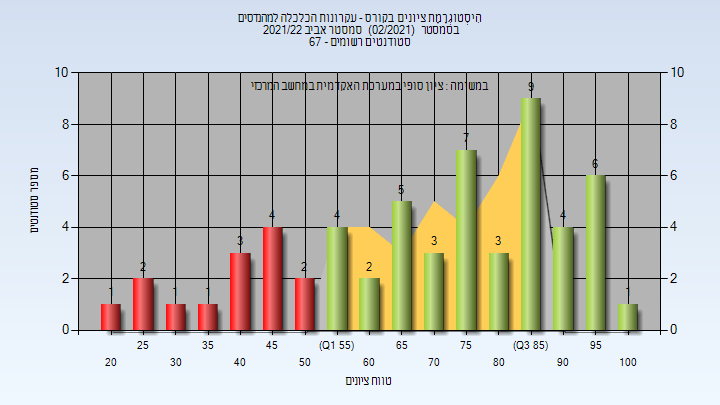 היסטוגרמת ציונים בקורס - עקרונות הכלכלה למהנדסים
בסמסטר (02/2021) סמסטר אביב 2021/22
סטודנטים רשומים - 67
במשימה : ציון סופי במערכת האקדמית במחשב המרכזי
מספר סטודנטים
10 10
8 8
6 6
4 4
2 2
0 0
1 2 1 1 3 4 2 4 2 5 3 7 3 9 4 6 1
25 35 45 (Q1 55) 65 75 (Q3 85) 95
20 30 40 50 60 70 80 90 100
טווח ציונים